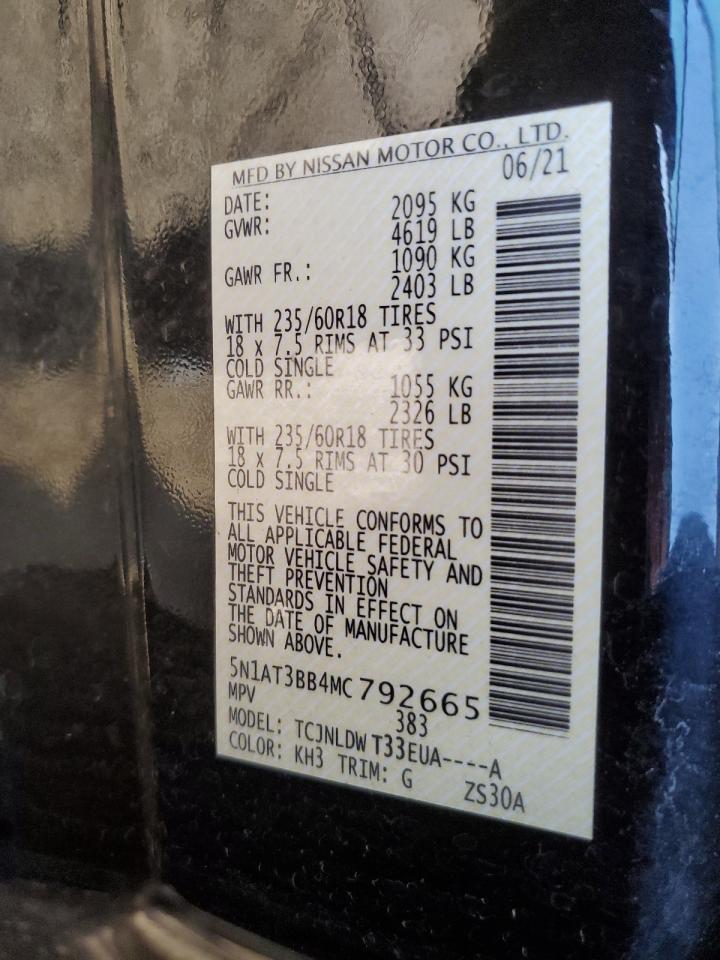 MFD BY NISSAN MOTOR CO., LTD.
DATE: 06/21
GVWR: 2095 KG
4619 LB
GAWR FR.: 1090 KG
2403 LB
WITH 235/60R18 TIRES
18 x 7.5 RIMS AT 33 PSI
COLD SINGLE
GAWR RR.: 1055 KG
2326 LB
WITH 235/60R18 TIRES
18 x 7.5 RIMS AT 30 PSI
COLD SINGLE
THIS VEHICLE CONFORMS TO
ALL APPLICABLE FEDERAL
MOTOR VEHICLE SAFETY AND
THEFT PREVENTION
STANDARDS IN EFFECT ON
THE DATE OF MANUFACTURE
SHOWN ABOVE.
5N1AT3BB4MC792665
MPV 383
MODEL: TCJNLDWT33EUA----A
COLOR: KH3 TRIM: G ZS30A